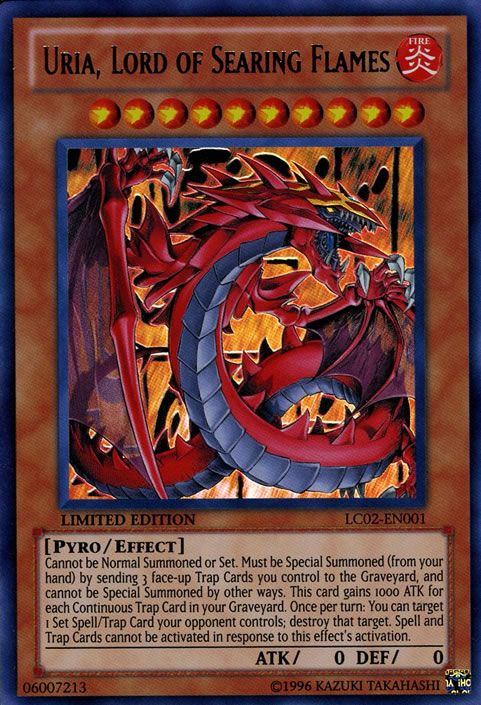 URIA, LORD OF SEARING FLAMES
FIRE
炎
LIMITED EDITION
LC02-EN001
[PYRO/EFFECT]
Cannot be Normal Summoned or Set. Must be Special Summoned (from your
hand) by sending 3 face-up Trap Cards you control to the Graveyard, and
cannot be Special Summoned by other ways. This card gains 1000 ATK for
each Continuous Trap Card in your Graveyard. Once per turn: You can target
1 Set Spell/Trap Card your opponent controls; destroy that target. Spell and
Trap Cards cannot be activated in response to this effect's activation.
ATK/ 0 DEF/ 0
06007213
©1996 KAZUKI TAKAHASHI